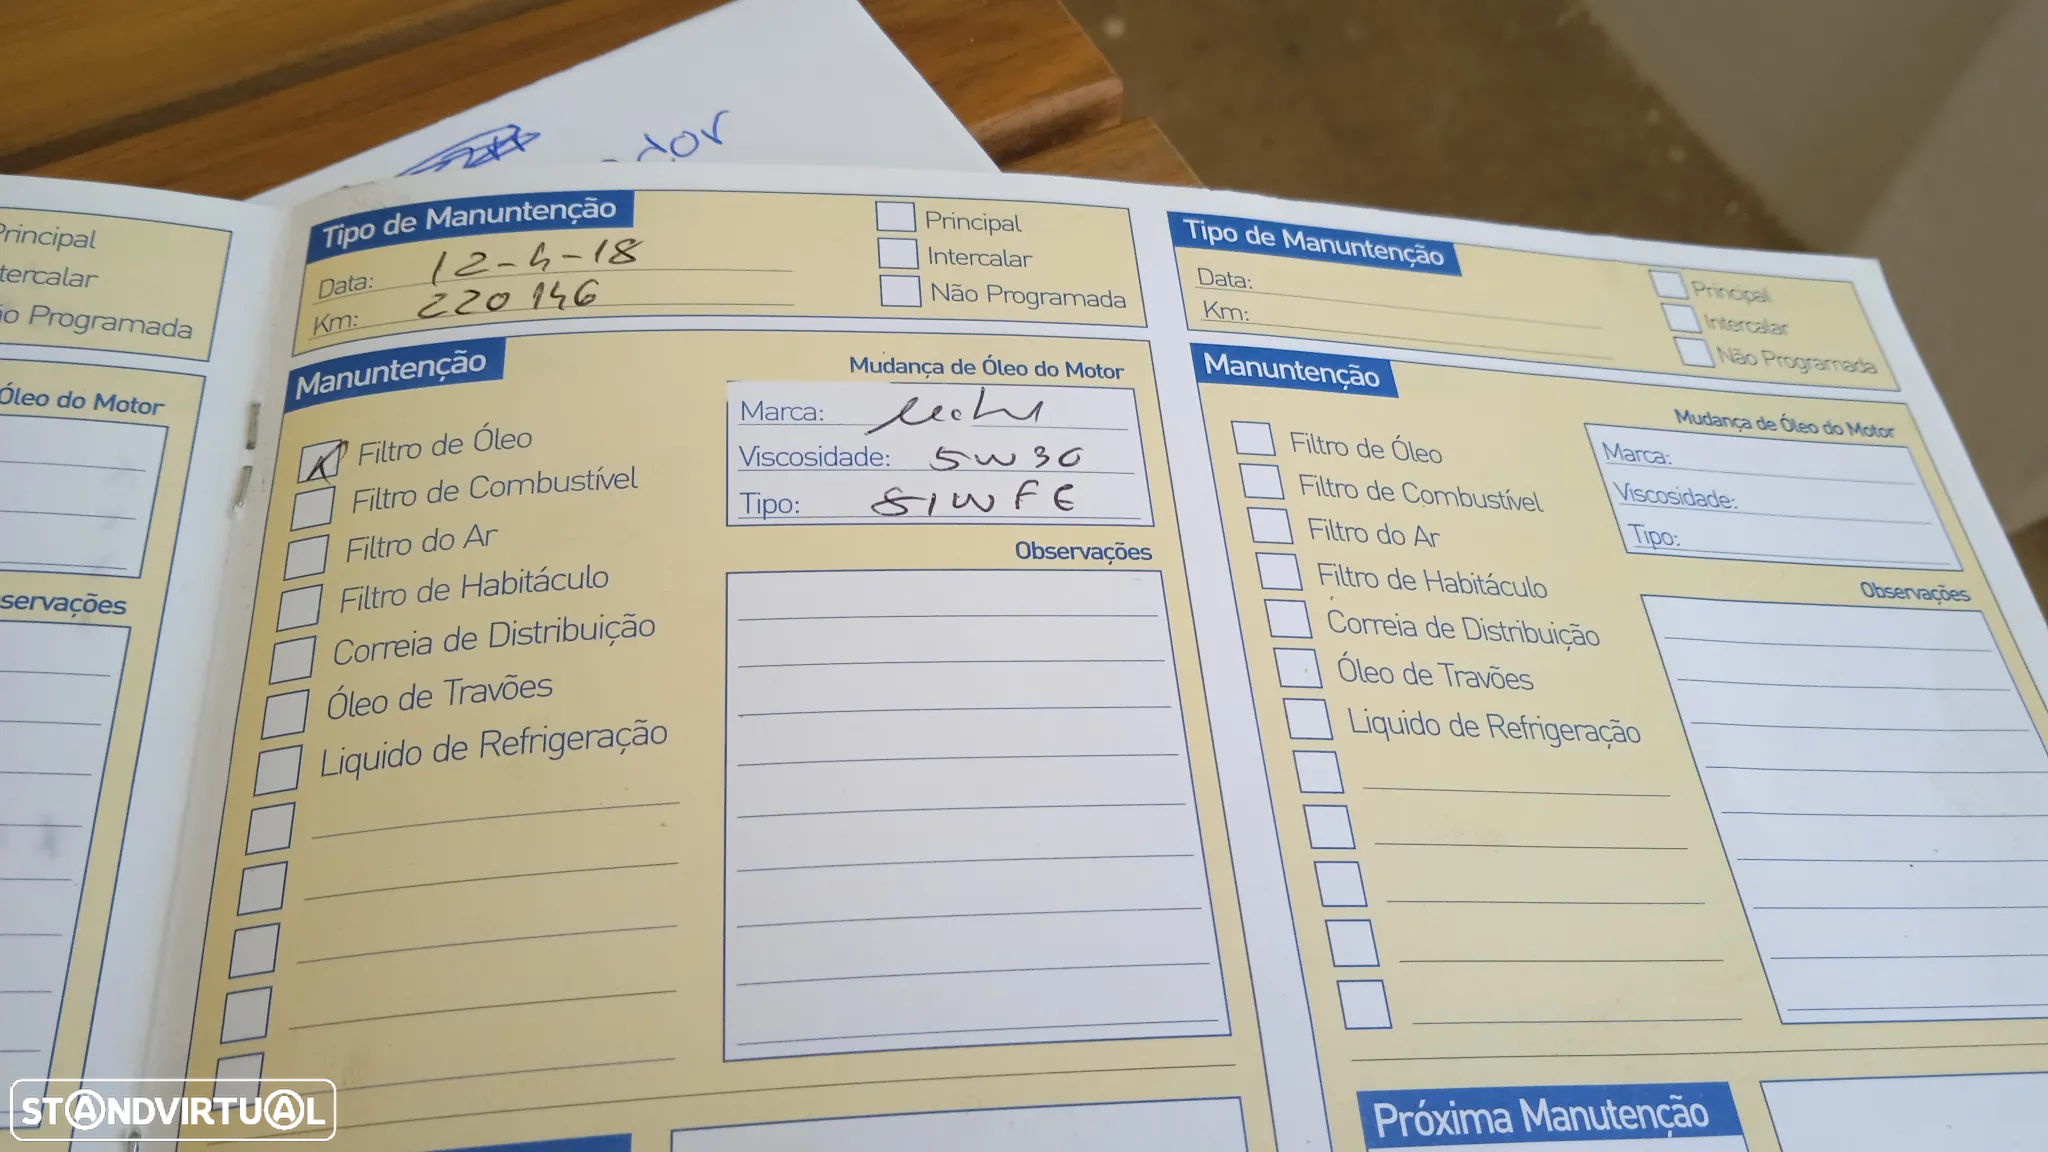 dor
Principal
Intercalar
Não Programada
Óleo do Motor
servações
Tipo de Manuntenção
Data: 12-4-18
Km: 220146
Principal
Intercalar
Não Programada
Manuntenção
Filtro de Óleo
Filtro de Combustível
Filtro do Ar
Filtro de Habitáculo
Correia de Distribuição
Óleo de Travões
Liquido de Refrigeração
Mudança de Óleo do Motor
Marca:
Viscosidade: 5W30
Tipo:
Observações
Tipo de Manuntenção
Data:
Km:
Principal
Intercalar
Não Programada
Manuntenção
Filtro de Óleo
Filtro de Combustível
Filtro do Ar
Filtro de Habitáculo
Correia de Distribuição
Óleo de Travões
Liquido de Refrigeração
Mudança de Óleo do Motor
Marca:
Viscosidade:
Tipo:
Observações
Próxima Manutenção
STANDVIRTUAL